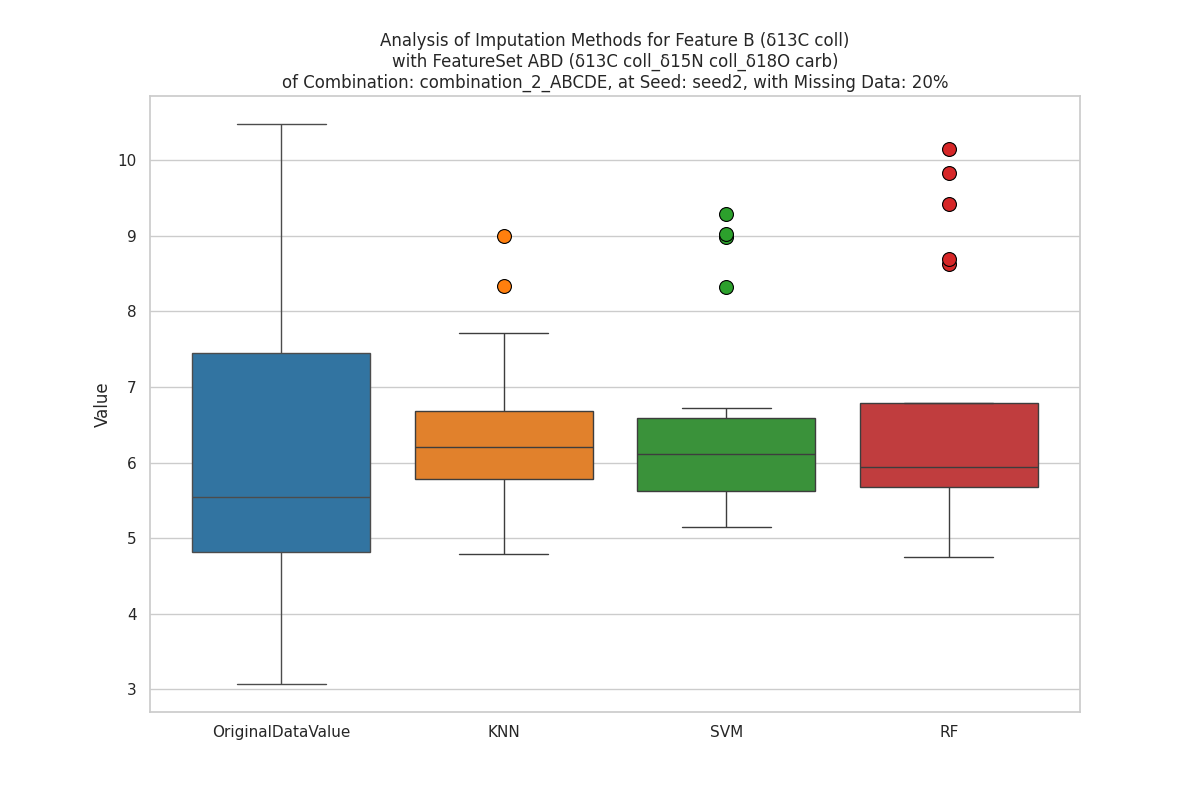 Analysis of Imputation Methods for Feature B (δ13C coll)
with FeatureSet ABD (δ13C coll_δ15N coll_δ18O carb)
of Combination: combination_2_ABCDE, at Seed: seed2, with Missing Data: 20%
10
9
8
7
6
5
4
3
Value
OriginalDataValue
KNN
SVM
RF